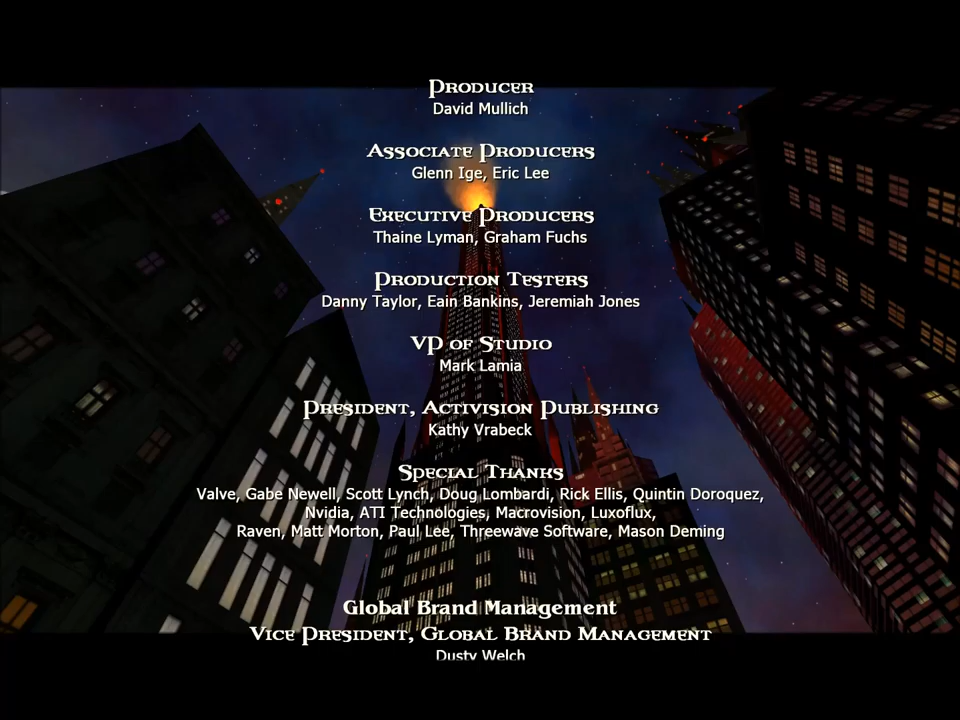 Producer
David Mullich
Associate Producers
Glenn Ige, Eric Lee
Executive Producers
Thaine Lyman, Graham Fuchs
Production Testers
Danny Taylor, Eain Bankins, Jeremiah Jones
VP of Studio
Mark Lamia
President, Activision Publishing
Kathy Vrabeck
Special Thanks
Valve, Gabe Newell, Scott Lynch, Doug Lombardi, Rick Ellis, Quintin Doroquez,
Nvidia, ATI Technologies, Macrovision, Luxoflux,
Raven, Matt Morton, Paul Lee, Threewave Software, Mason Deming
Global Brand Management
Vice President, Global Brand Management
Dusty Welch